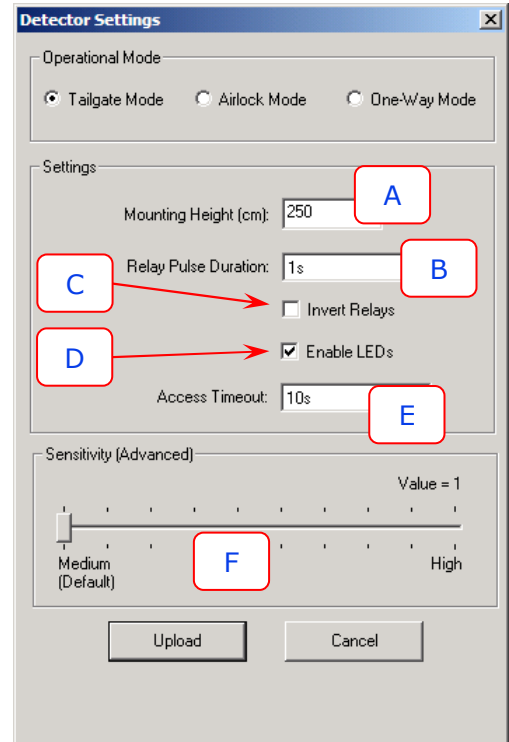 Detector Settings
Operational Mode
Tailgate Mode Airlock Mode One-Way Mode
Settings
A
Mounting Height (cm): 250
B
Relay Pulse Duration: 1s
C
Invert Relays
D
Enable LEDs
Access Timeout: 10s
E
Sensitivity (Advanced)
Value = 1
F
Medium High
(Default)
Upload Cancel